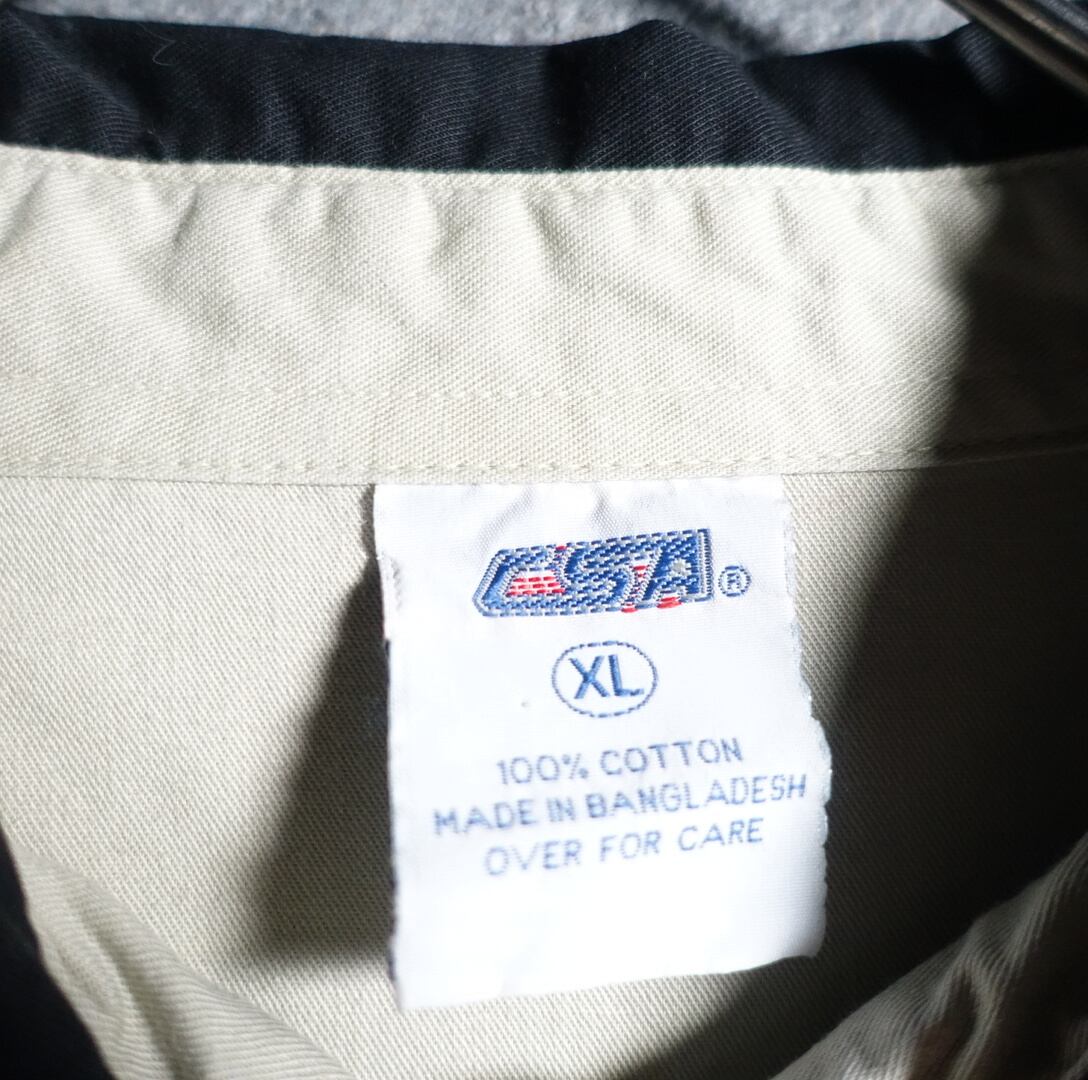 CSA®
XL
100% COTTON
MADE IN BANGLADESH
OVER FOR CARE